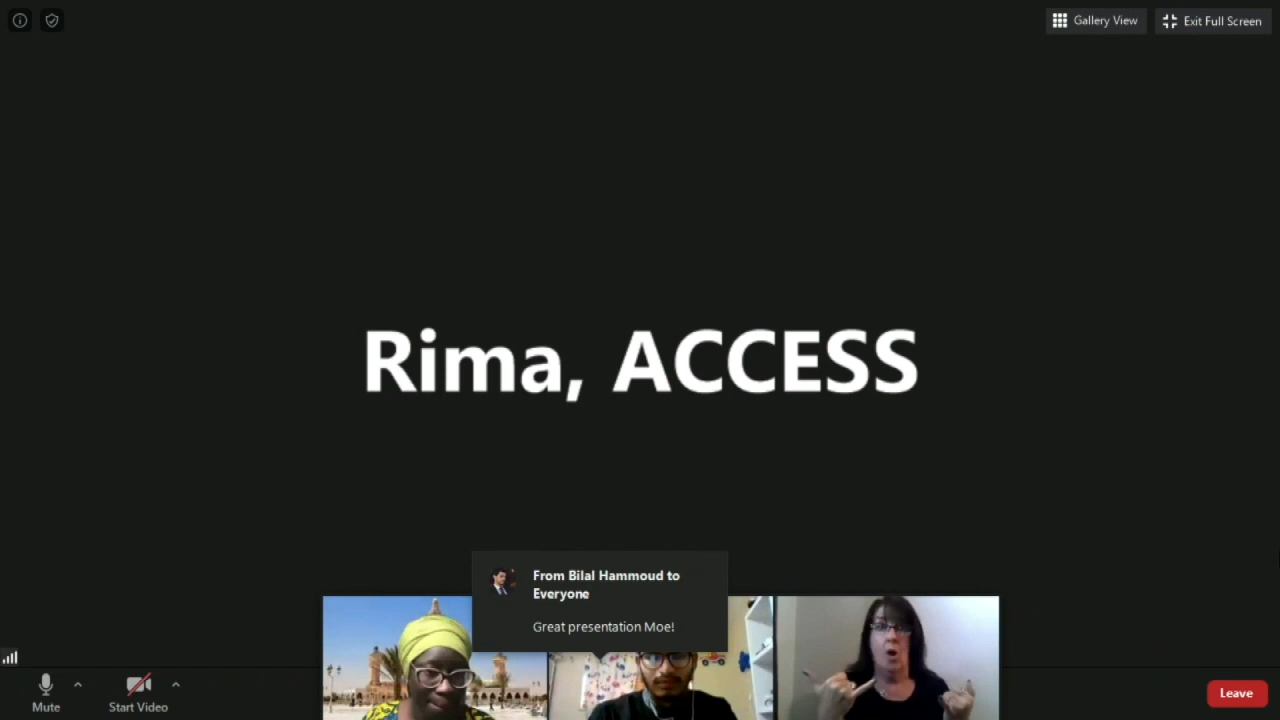 Gallery View
Exit Full Screen
Rima, ACCESS
From Bilal Hammoud to
Everyone
Great presentation Moe!
Mute
Start Video
Leave